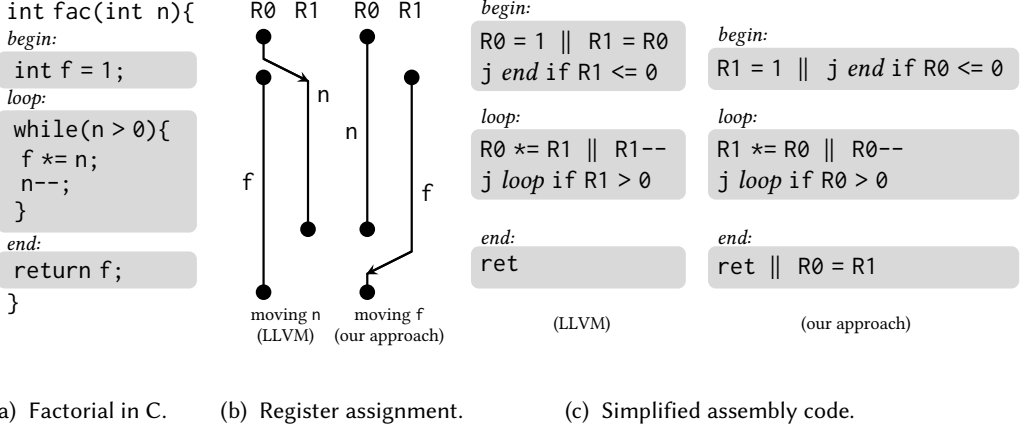 int fac(int n){
begin:
int f = 1;
loop:
while(n > 0){
f *= n;
n--;
}
end:
return f;
}
R0 R1 R0 R1
n
n
f
f
moving n
(LLVM)
moving f
(our approach)
begin:
R0 = 1 ∥ R1 = R0
j end if R1 <= 0
loop:
R0 *= R1 ∥ R1--
j loop if R1 > 0
end:
ret
(LLVM)
begin:
R1 = 1 ∥ j end if R0 <= 0
loop:
R1 *= R0 ∥ R0--
j loop if R0 > 0
end:
ret ∥ R0 = R1
(our approach)
a) Factorial in C.
(b) Register assignment.
(c) Simplified assembly code.